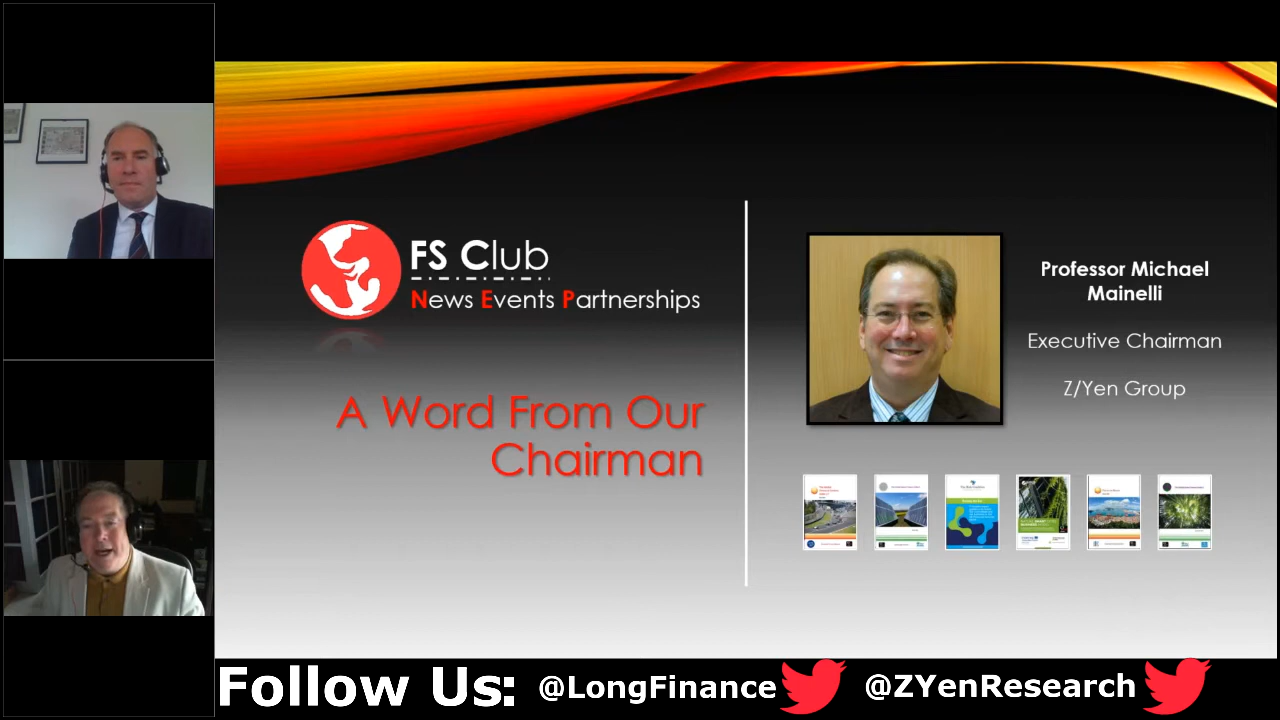 FS Club
News Events Partnerships
A Word From Our
Chairman
Professor Michael
Mainelli
Executive Chairman
Z/Yen Group
Follow Us: @LongFinance @ZYenResearch